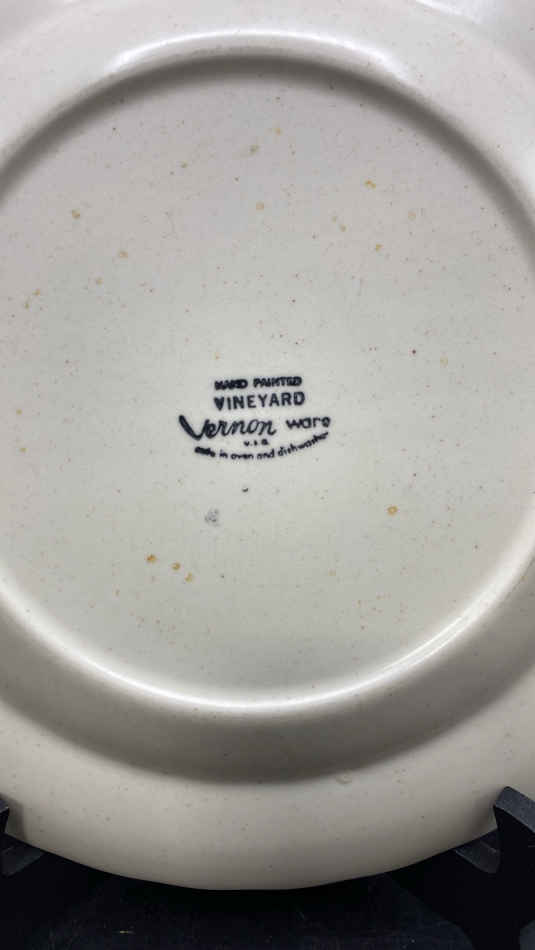 HAND PAINTED
VINEYARD
Vernon ware
U.S.A.
safe in oven and dishwasher